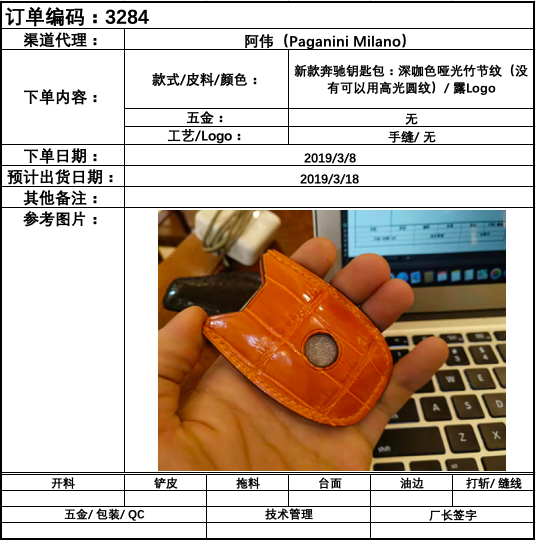 订单编码：3284
渠道代理：
阿伟（Paganini Milano）
下单内容：
款式/皮料/颜色：
新款奔驰钥匙包：深咖色哑光竹节纹（没
有可以用高光圆纹）/ 露Logo
五金：
无
工艺/Logo：
手缝/ 无
下单日期：
2019/3/8
预计出货日期：
2019/3/18
其他备注：
参考图片：
shift
A
S
D
Z
X
W
E
开料
铲皮
拖料
台面
油边
打斩/ 缝线
五金/ 包装/ QC
技术管理
厂长签字